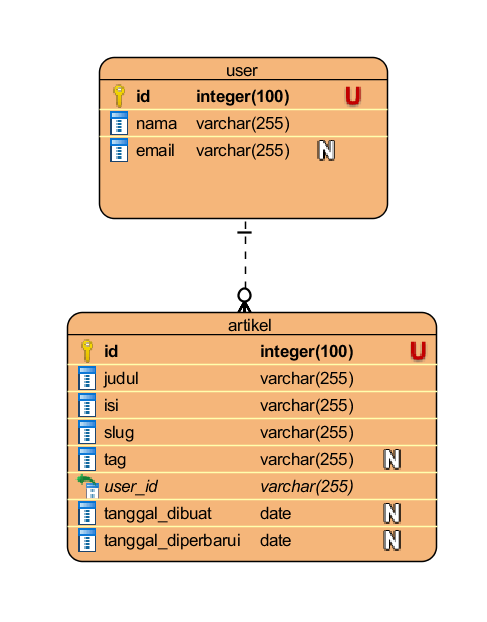 user
id integer(100) U
nama varchar(255)
email varchar(255) N
artikel
id integer(100) U
judul varchar(255)
isi varchar(255)
slug varchar(255)
tag varchar(255) N
user_id varchar(255)
tanggal_dibuat date N
tanggal_diperbarui date N